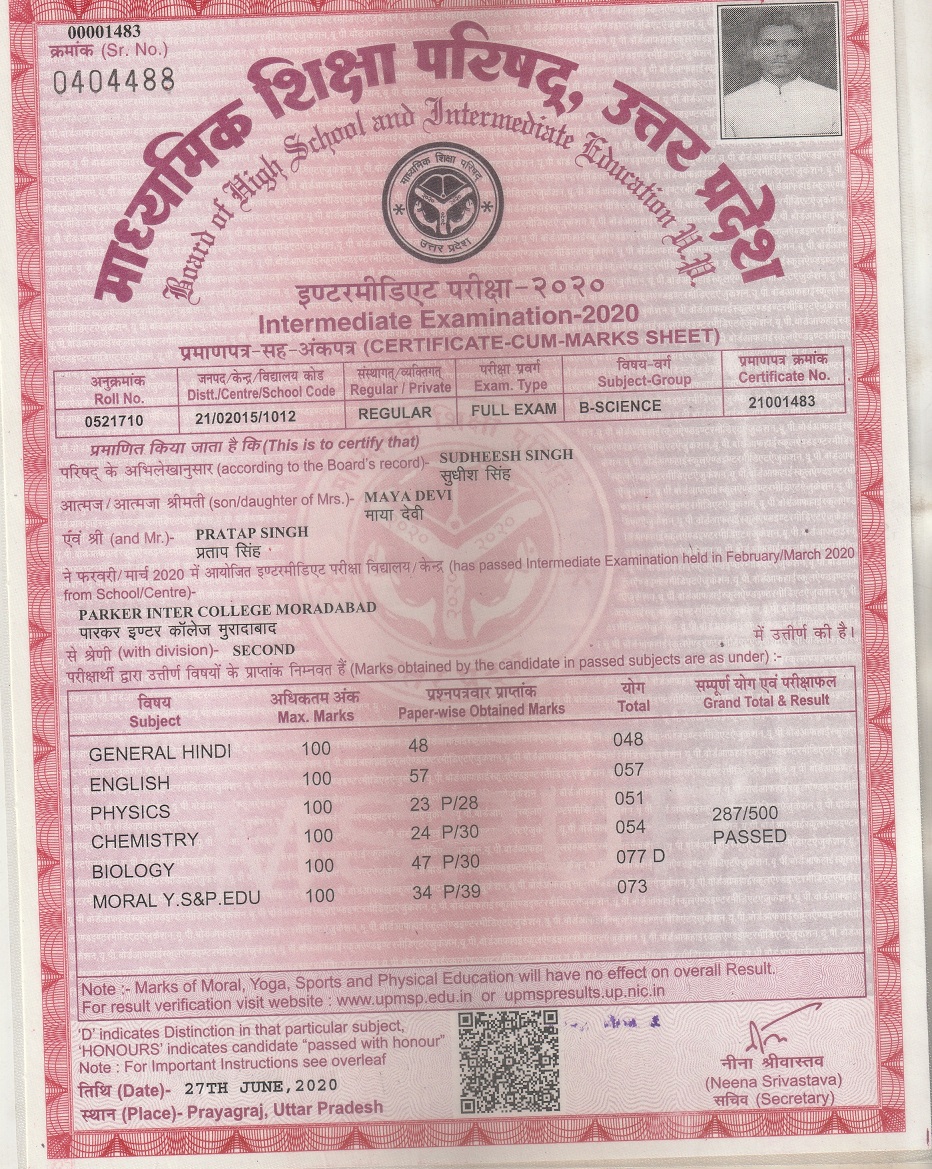 00001483
क्रमांक (Sr. No.)
0404488
माध्यमिक शिक्षा परिषद्, उत्तर प्रदेश
Board of High School and Intermediate Education U.P.
माध्यमिक शिक्षा परिषद्
उत्तर प्रदेश
इण्टरमीडिएट परीक्षा-२०२०
Intermediate Examination-2020
प्रमाणपत्र-सह-अंकपत्र (CERTIFICATE-CUM-MARKS SHEET)
अनुक्रमांक जनपद/केन्द्र/विद्यालय कोड संस्थागत्/व्यक्तिगत् परीक्षा प्रवर्ग विषय-वर्ग प्रमाणपत्र क्रमांक
Roll No. Distt./Centre/School Code Regular / Private Exam. Type Subject-Group Certificate No.
0521710 21/02015/1012 REGULAR FULL EXAM B-SCIENCE 21001483
प्रमाणित किया जाता है कि (This is to certify that)
परिषद् के अभिलेखानुसार (according to the Board's record)- SUDHEESH SINGH
सुधीश सिंह
आत्मज/आत्मजा श्रीमती (son/daughter of Mrs.)- MAYA DEVI
माया देवी
एंव श्री (and Mr.)- PRATAP SINGH
प्रताप सिंह
ने फरवरी/मार्च 2020 में आयोजित इण्टरमीडिएट परीक्षा विद्यालय/केन्द्र (has passed Intermediate Examination held in February/March 2020
from School/Centre)-
PARKER INTER COLLEGE MORADABAD
पारकर इण्टर कॉलेज मुरादाबाद
में उत्तीर्ण की है।
से श्रेणी (with division)- SECOND
परीक्षार्थी द्वारा उत्तीर्ण विषयों के प्राप्तांक निम्नवत हैं (Marks obtained by the candidate in passed subjects are as under) :-
विषय अधिकतम अंक प्रश्नपत्रवार प्राप्तांक योग सम्पूर्ण योग एवं परीक्षाफल
Subject Max. Marks Paper-wise Obtained Marks Total Grand Total & Result
GENERAL HINDI 100 48 048
ENGLISH 100 57 057
PHYSICS 100 23 P/28 051 287/500
CHEMISTRY 100 24 P/30 054 PASSED
BIOLOGY 100 47 P/30 077 D
MORAL Y.S&P.EDU 100 34 P/39 073
Note :- Marks of Moral, Yoga, Sports and Physical Education will have no effect on overall Result.
For result verification visit website : www.upmsp.edu.in or upmspresults.up.nic.in
'D' indicates Distinction in that particular subject,
'HONOURS' indicates candidate "passed with honour"
Note : For Important Instructions see overleaf
तिथि (Date)- 27TH JUNE,2020
स्थान (Place)- Prayagraj, Uttar Pradesh
नीना श्रीवास्तव
(Neena Srivastava)
सचिव (Secretary)